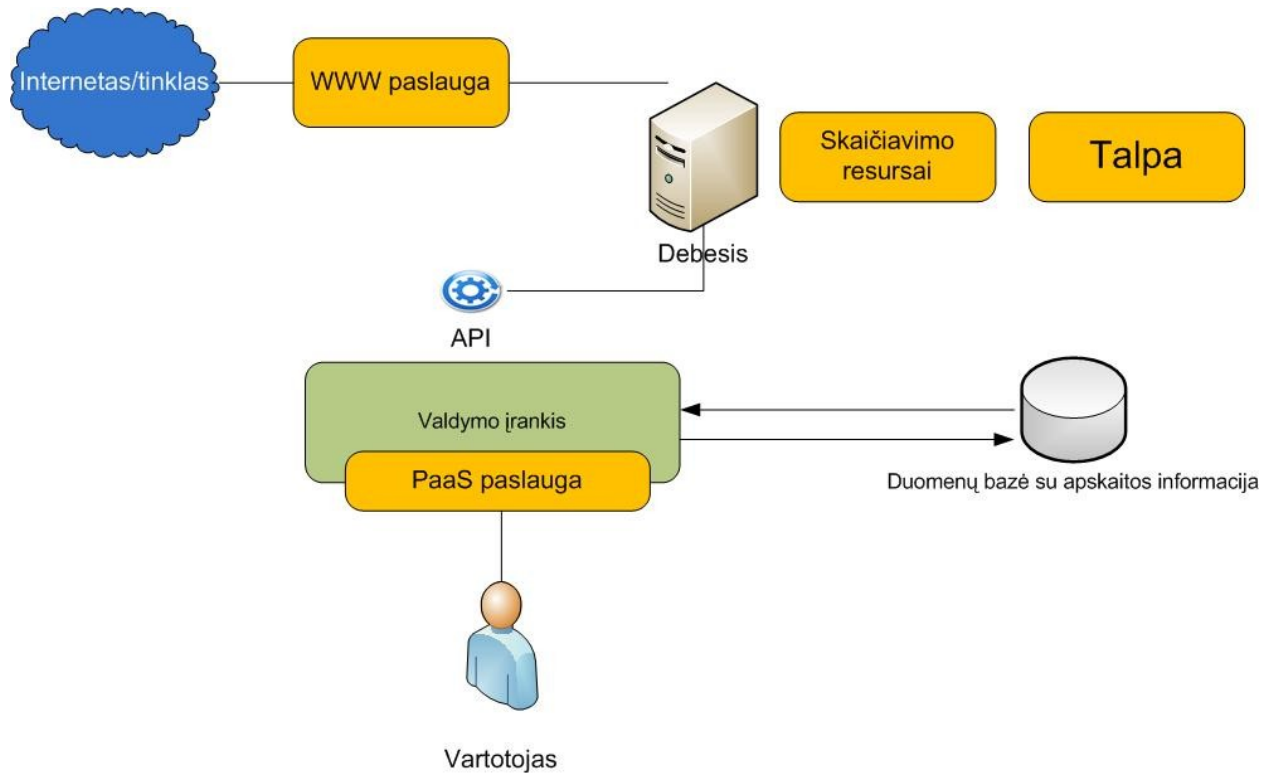 Internetas/tinklas
WWW paslauga
Skaičiavimo
resursai
Talpa
Debesis
API
Valdymo įrankis
PaaS paslauga
Duomenų bazė su apskaitos informacija
Vartotojas